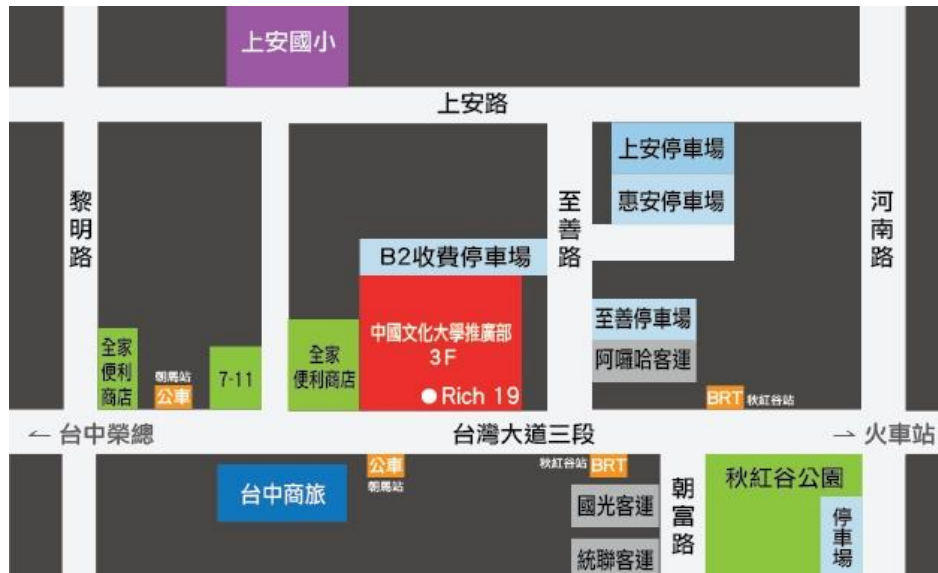 上安國小
上安路
上安停車場
惠安停車場
黎明路
至善路
河南路
B2收費停車場
中國文化大學推廣部
3F
Rich 19
至善停車場
阿囉哈客運
全家
便利
商店
朝馬站
公車
7-11
全家
便利商店
BRT 秋紅谷站
← 台中榮總
台灣大道三段
→ 火車站
台中商旅
公車
朝馬站
秋紅谷站 BRT
國光客運
統聯客運
朝富路
秋紅谷公園
停車場